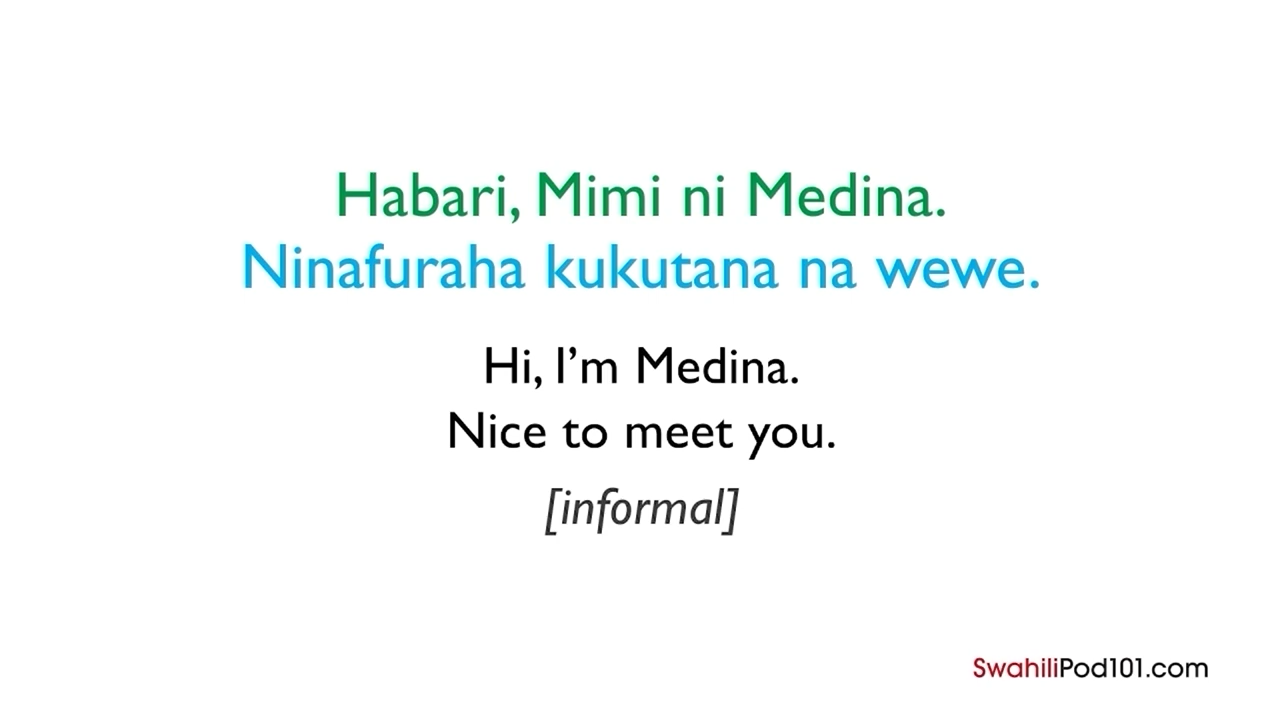 Habari, Mimi ni Medina.
Ninafuraha kukutana na wewe.
Hi, I'm Medina.
Nice to meet you.
[informal]
SwahiliPod101.com